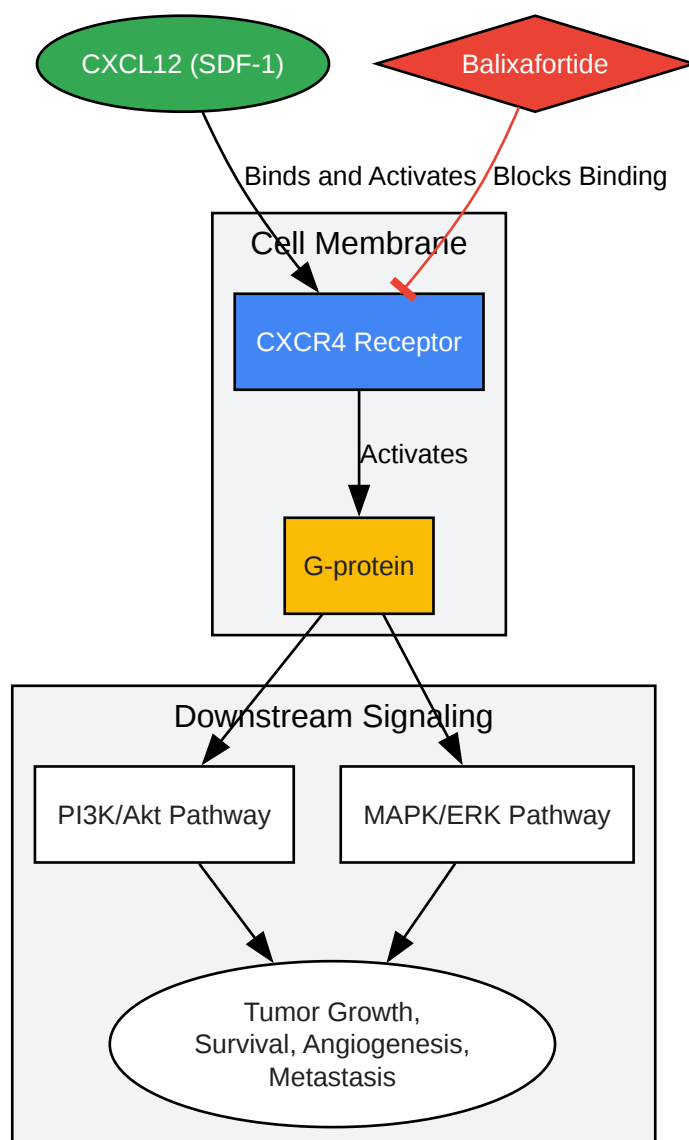 CXCL12 (SDF-1)
Balixafortide
Binds and Activates
Blocks Binding
Cell Membrane
CXCR4 Receptor
Activates
G-protein
Downstream Signaling
PI3K/Akt Pathway
MAPK/ERK Pathway
Tumor Growth,
Survival, Angiogenesis,
Metastasis